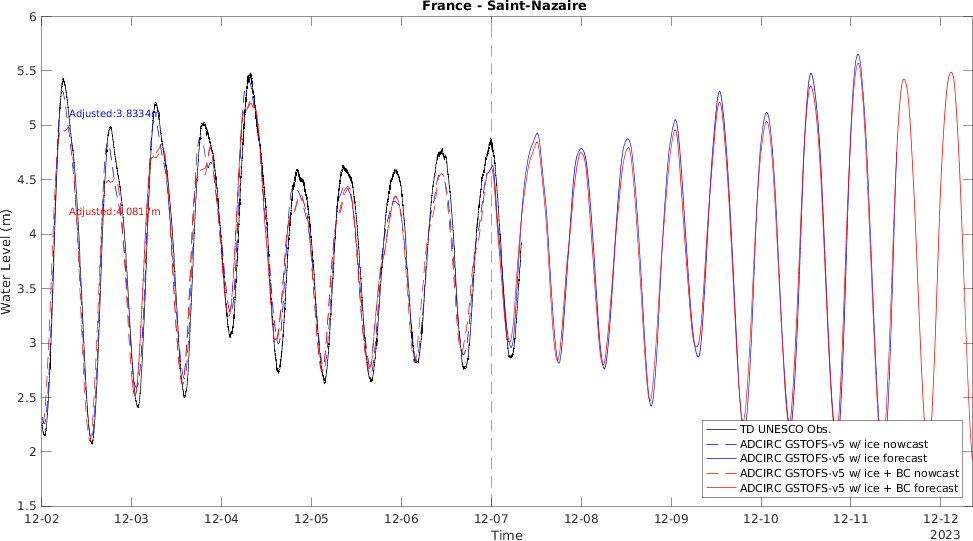 France - Saint-Nazaire
6
5.5
5
4.5
4
3.5
3
2.5
2
1.5
Water Level (m)
Adjusted:3.8334m
Adjusted:4.0817m
TD UNESCO Obs.
ADCIRC GSTOFS-v5 w/ ice nowcast
ADCIRC GSTOFS-v5 w/ ice forecast
ADCIRC GSTOFS-v5 w/ ice + BC nowcast
ADCIRC GSTOFS-v5 w/ ice + BC forecast
12-02 12-03 12-04 12-05 12-06 12-07 12-08 12-09 12-10 12-11 12-12
2023
Time